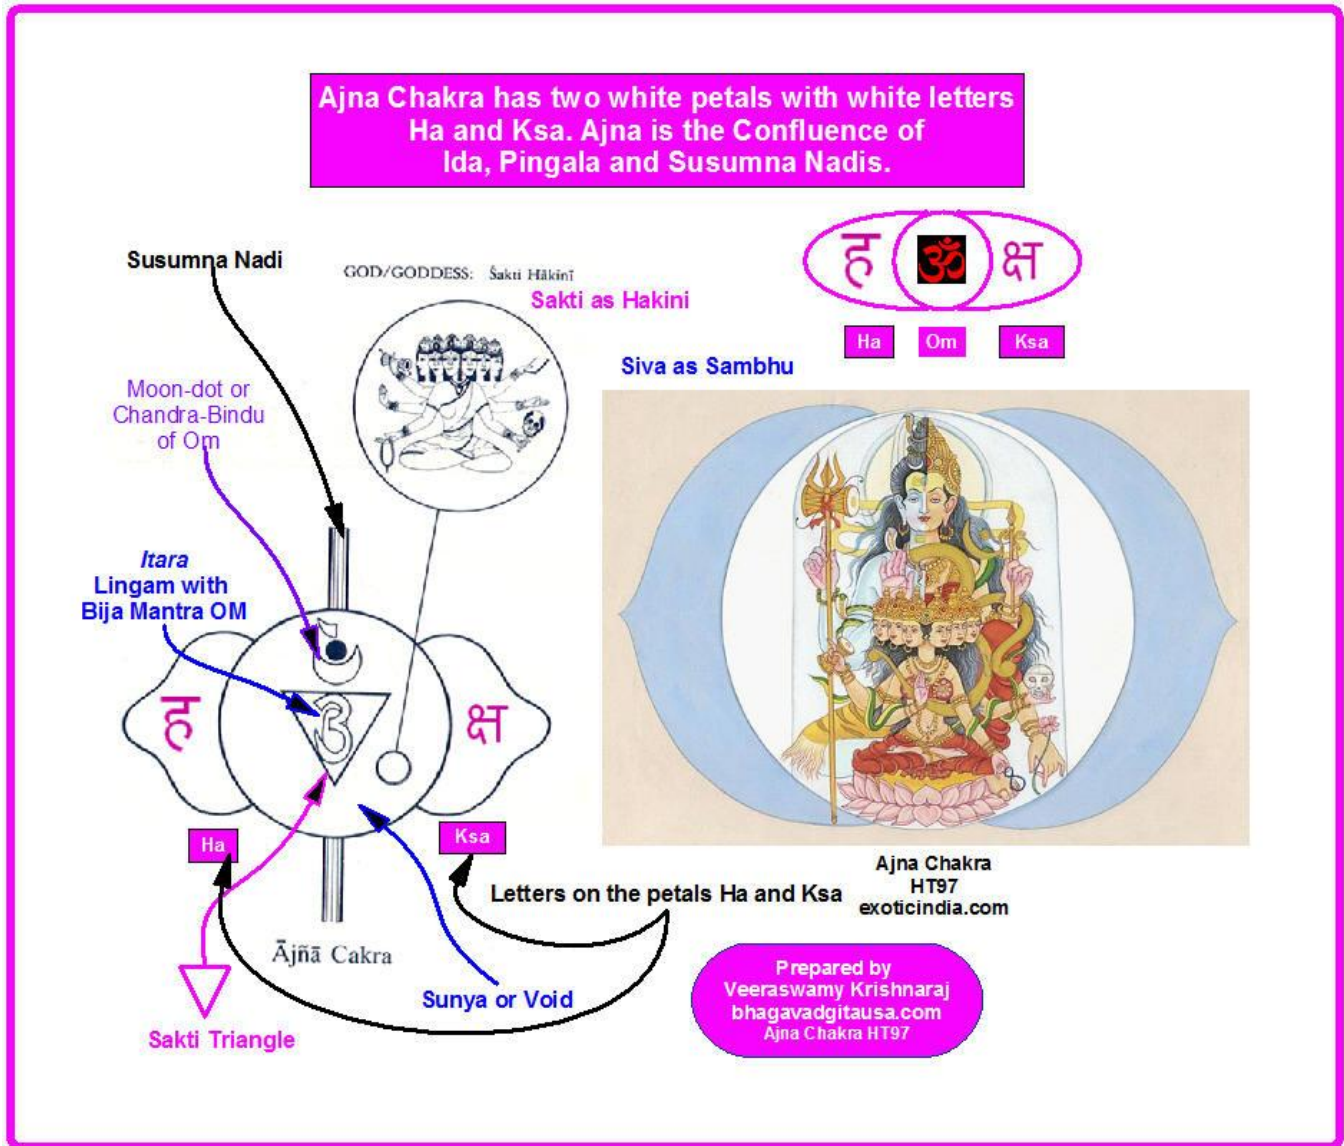 Ajna Chakra has two white petals with white letters
Ha and Ksa. Ajna is the Confluence of
Ida, Pingala and Susumna Nadis.
ह ॐ क्ष
Ha Om Ksa
Susumna Nadi
GOD/GODDESS: Śakti Hākinī
Sakti as Hakini
Siva as Sambhu
Moon-dot or
Chandra-Bindu
of Om
Itara
Lingam with
Bija Mantra OM
ह क्ष
Ha
Ksa
Letters on the petals Ha and Ksa
Ājñā Cakra
Sunya or Void
Sakti Triangle
Ajna Chakra
HT97
exoticindia.com
Prepared by
Veeraswamy Krishnaraj
bhagavadgitausa.com
Ajna Chakra HT97